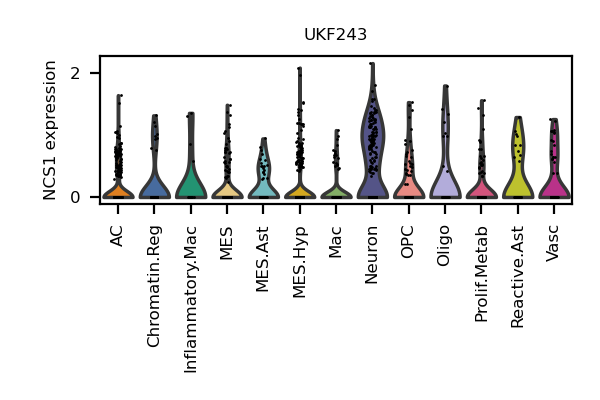 UKF243
NCS1 expression
2
0
AC
Chromatin.Reg
Inflammatory.Mac
MES
MES.Ast
MES.Hyp
Mac
Neuron
OPC
Oligo
Prolif.Metab
Reactive.Ast
Vasc